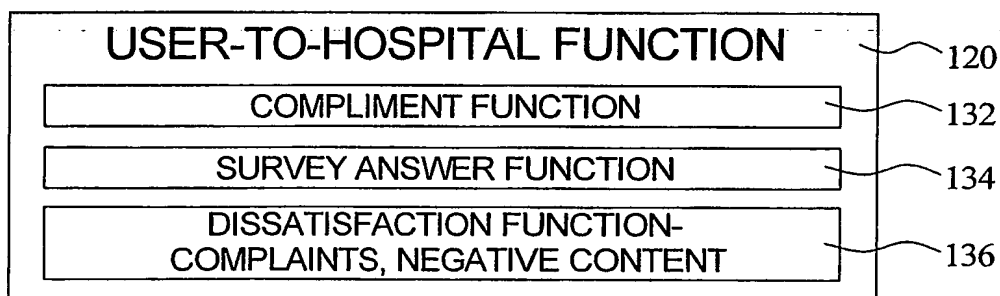 USER-TO-HOSPITAL FUNCTION
120
COMPLIMENT FUNCTION
132
SURVEY ANSWER FUNCTION
134
DISSATISFACTION FUNCTION-
COMPLAINTS, NEGATIVE CONTENT
136